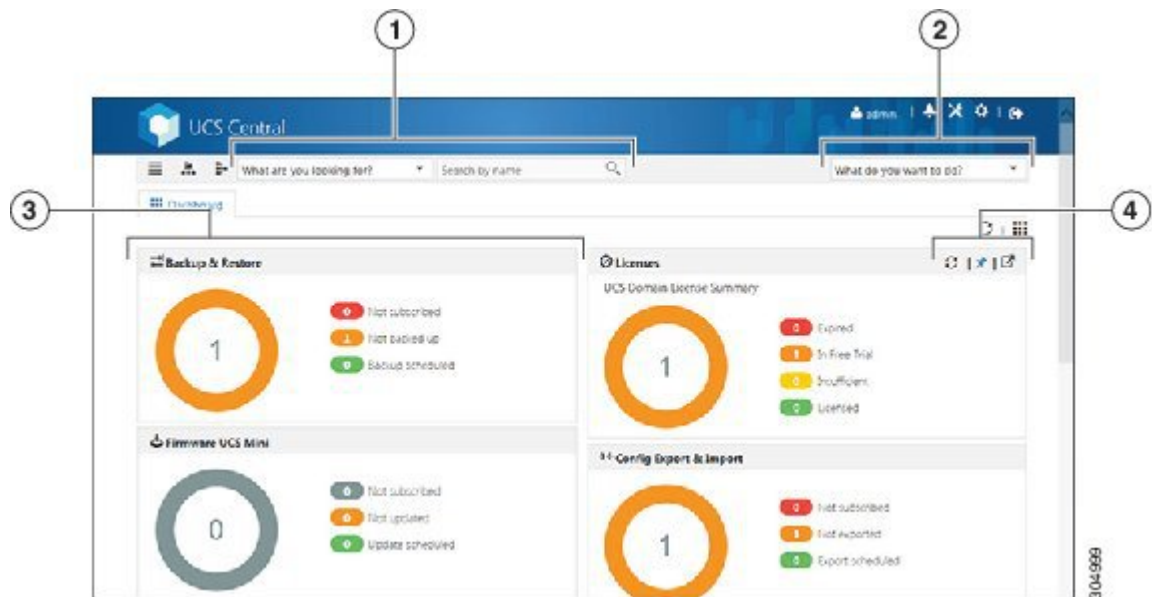 1
2
UCS Central
admin
What are you looking for?
Search by name
What do you want to do?
3
Dashboard
4
Backup & Restore
1
0 Not subscribed
1 Not backed up
0 Backup scheduled
Licenses
UCS Domain License Summary
1
0 Expired
1 In Free Trial
0 Insufficient
0 Licensed
Firmware UCS Mini
0
0 Not subscribed
0 Not updated
0 Update scheduled
Config Export & Import
1
0 Not subscribed
1 Not exported
0 Export scheduled
304999